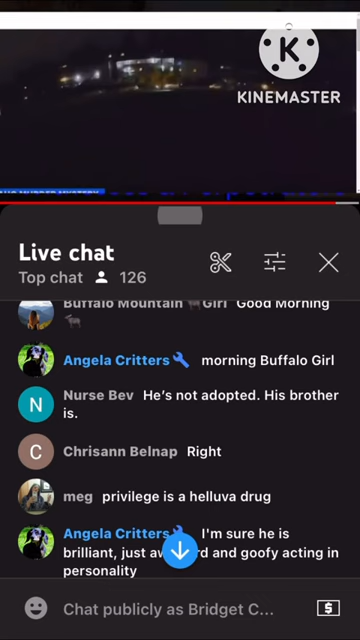 K
KINEMASTER
Live chat
Top chat 126
Buffalo Mountain Girl Good Morning
Angela Critters morning Buffalo Girl
N Nurse Bev He's not adopted. His brother
is.
C Chrisann Belnap Right
meg privilege is a helluva drug
Angela Critters I'm sure he is
brilliant, just and goofy acting in
personality
Chat publicly as Bridget C...
$